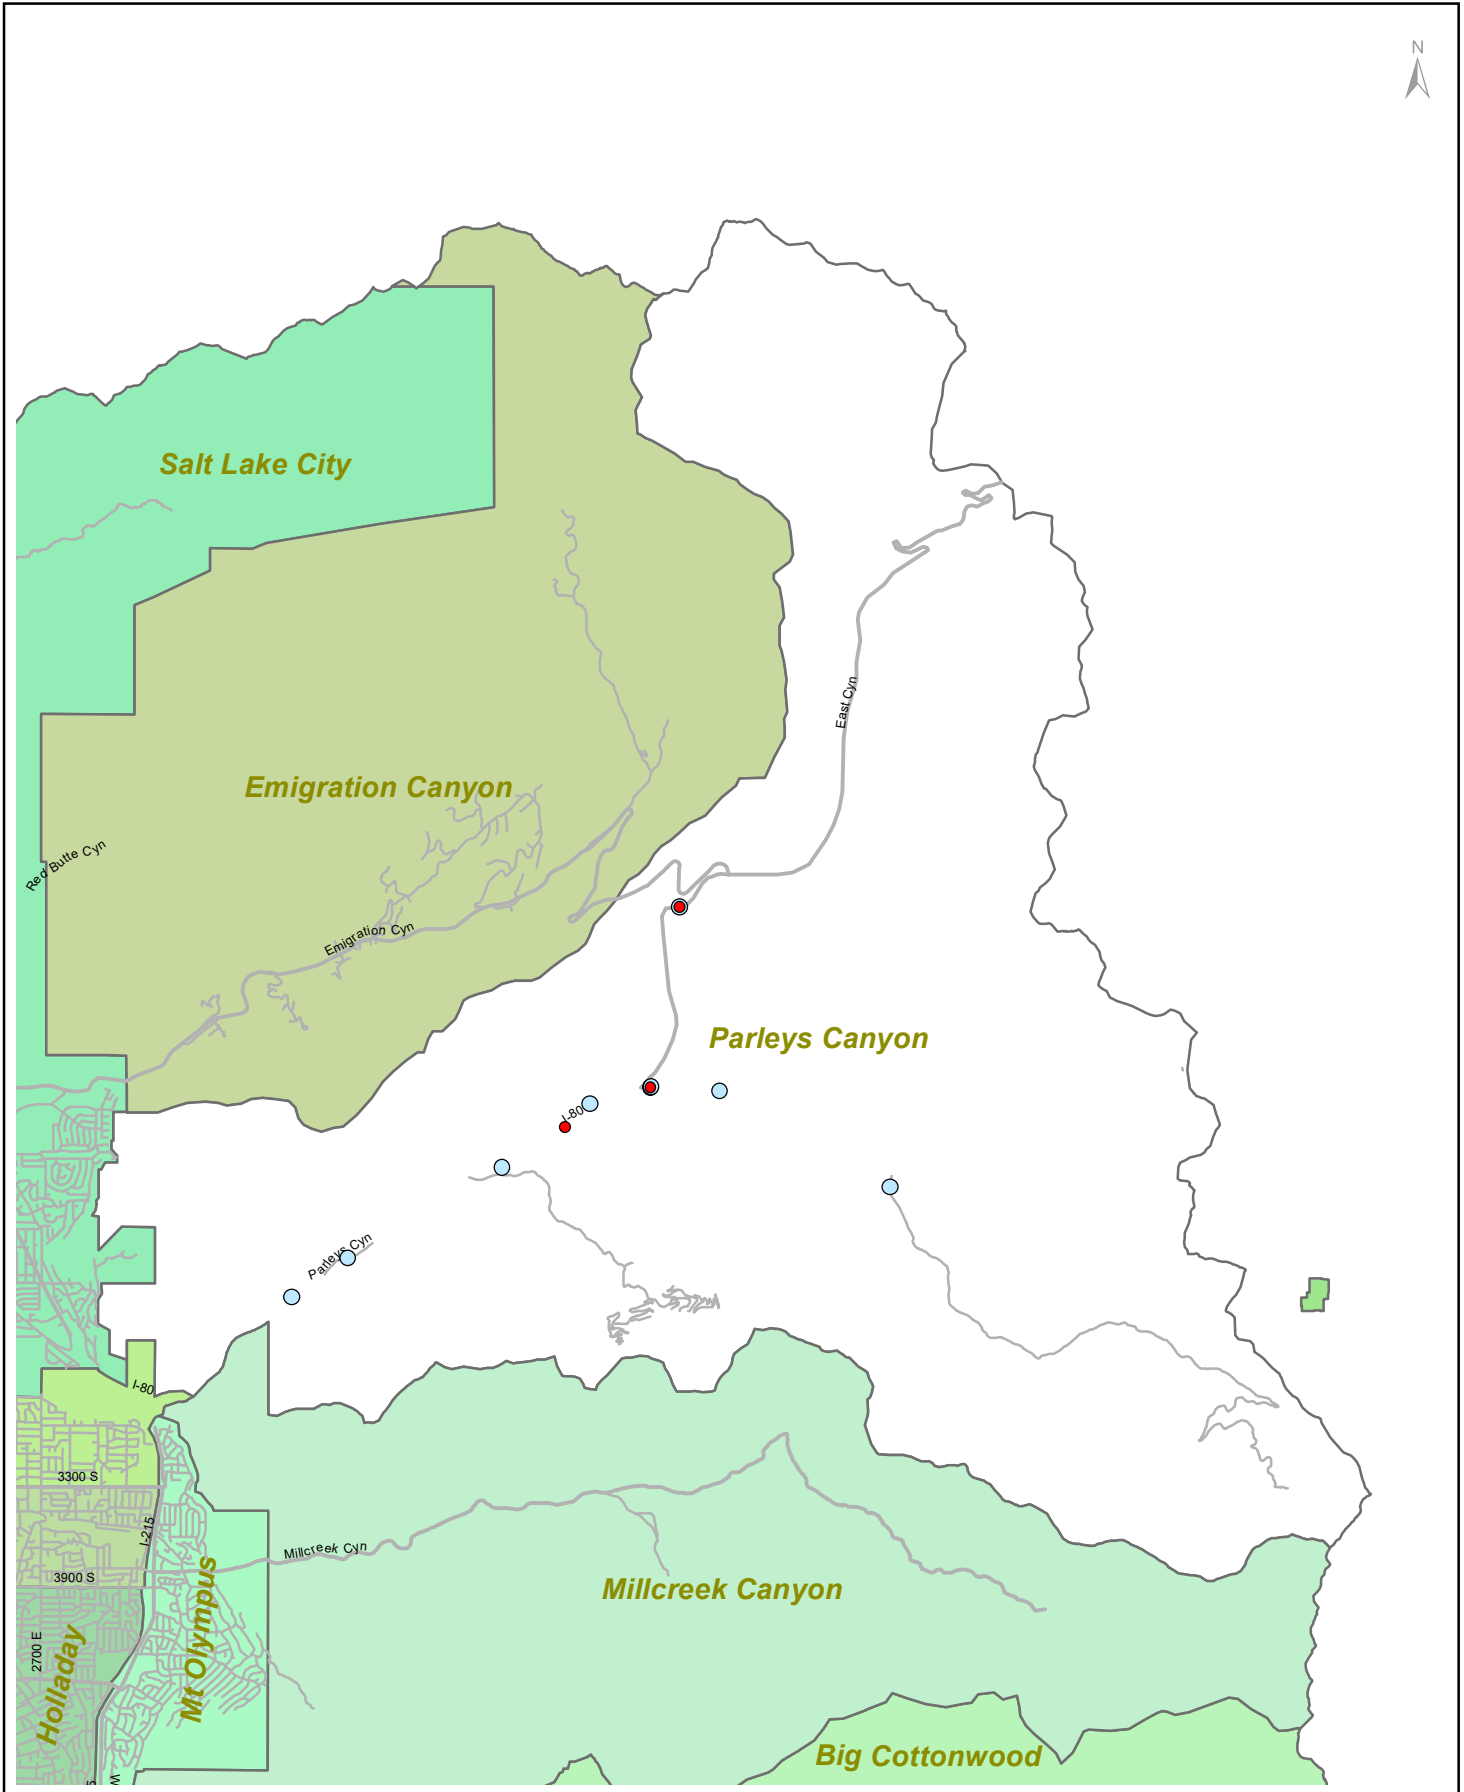 N
Salt Lake City
East Cyn
Emigration Canyon
Red Butte Cyn
Emigration Cyn
Parleys Canyon
I-80
Parleys Cyn
I-80
3300 S
I-215
Millcreek Cyn
3900 S
Millcreek Canyon
2700 E
Holladay
Mt Olympus
Big Cottonwood